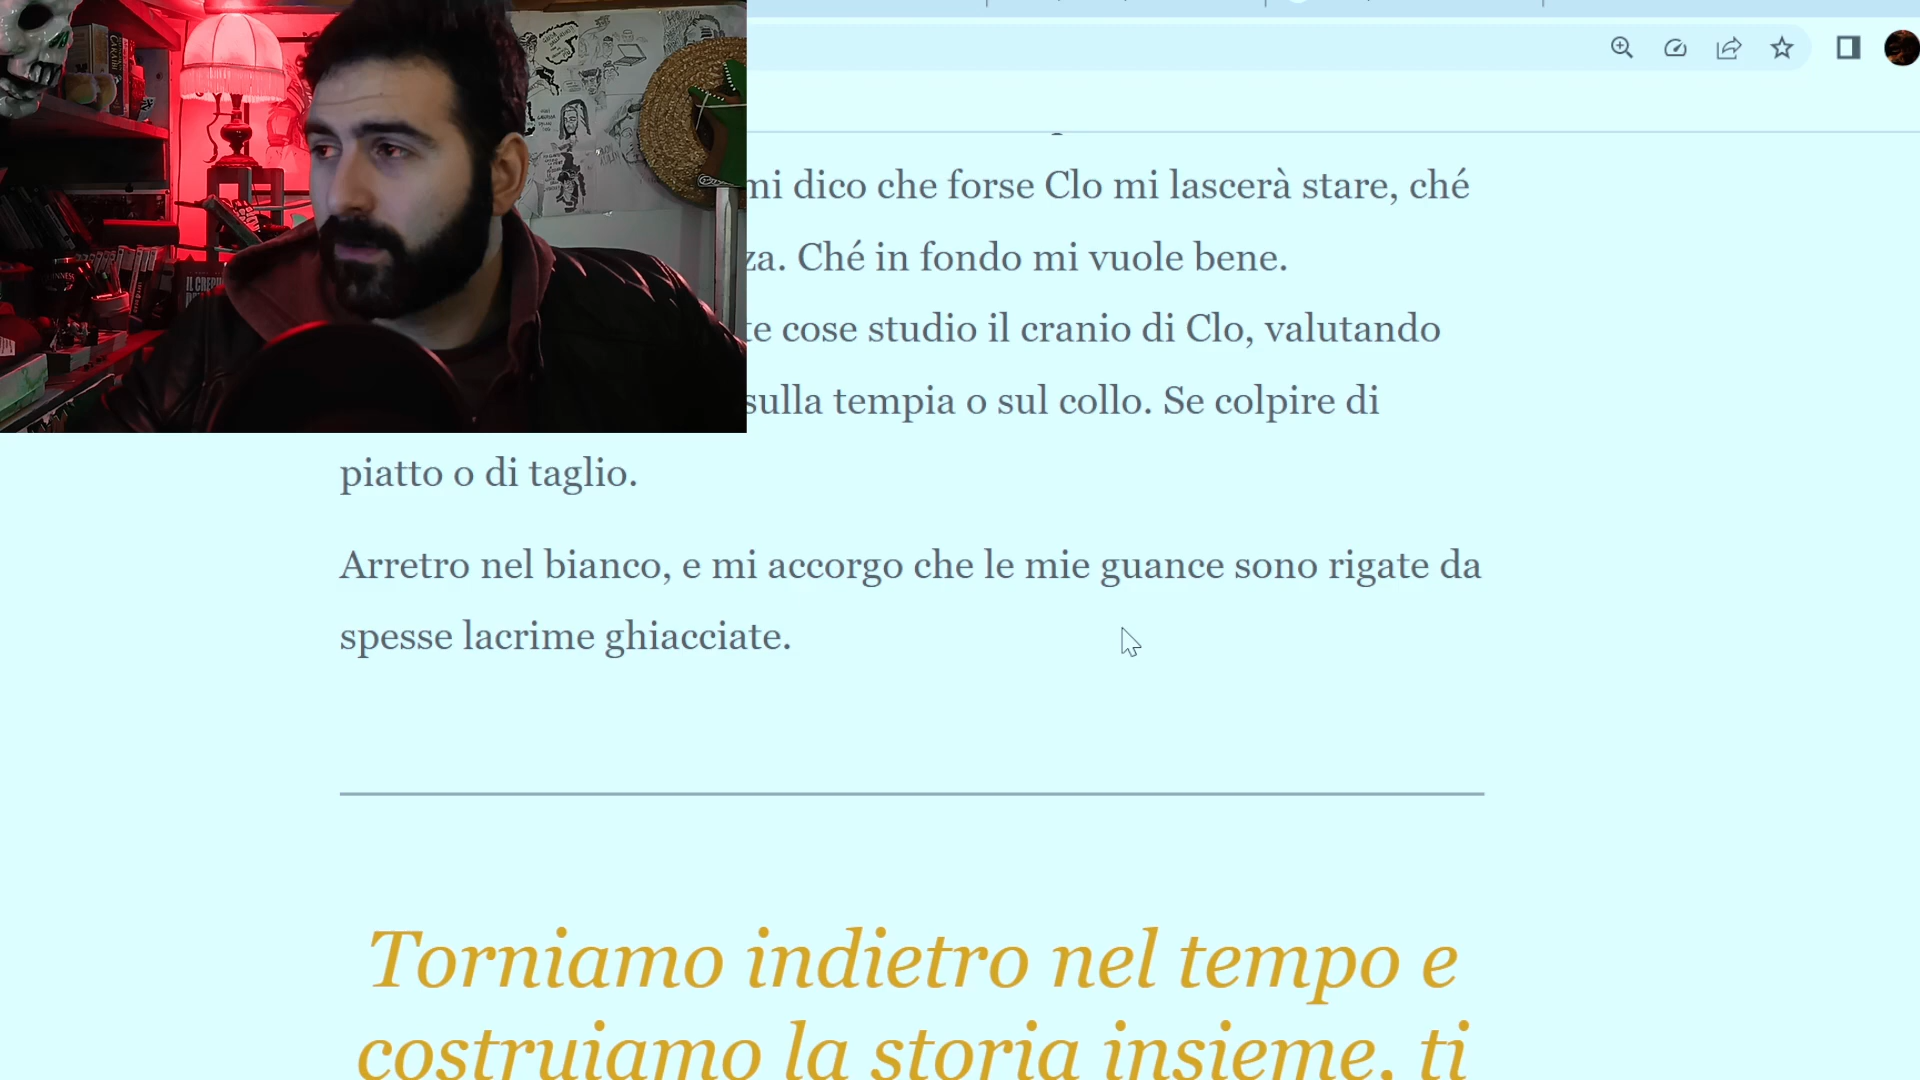 mi dico che forse Clo mi lascerà stare, ché
za. Ché in fondo mi vuole bene.
te cose studio il cranio di Clo, valutando
sulla tempia o sul collo. Se colpire di
piatto o di taglio.
Arretro nel bianco, e mi accorgo che le mie guance sono rigate da
spesse lacrime ghiacciate.
Torniamo indietro nel tempo e
costruiamo la storia insieme, ti